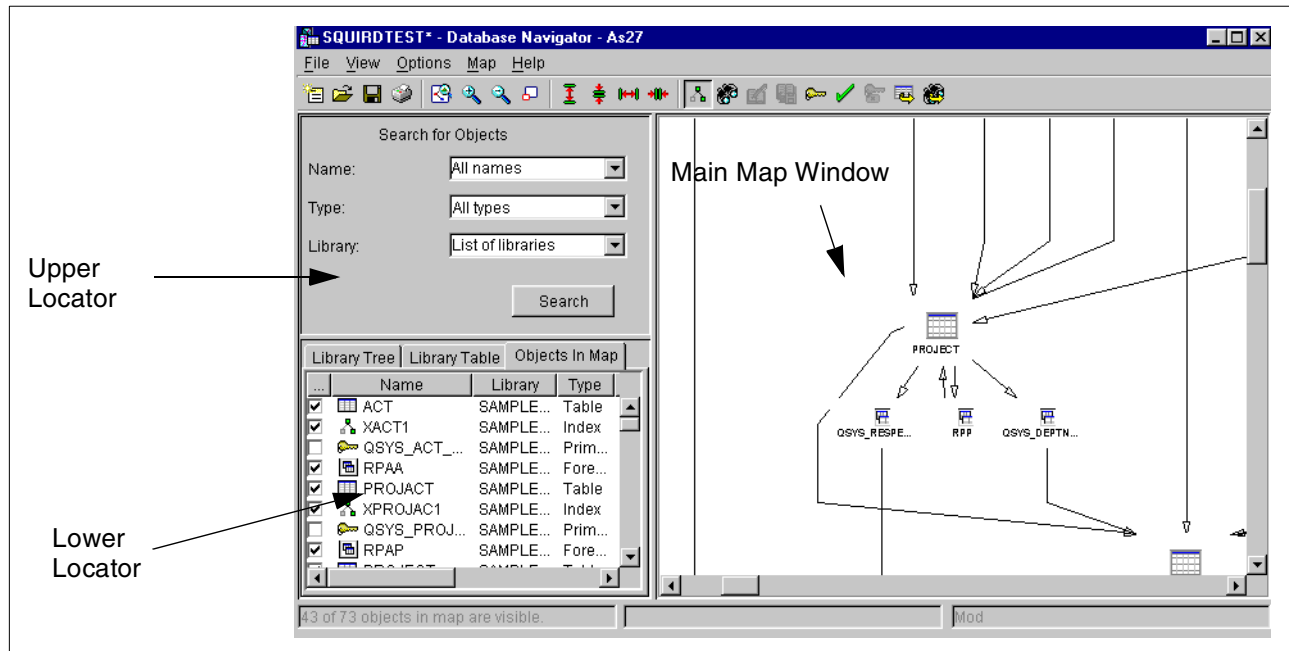 SQUIRDTEST* - Database Navigator - As27
File View Options Map Help
Search for Objects
Name: All names
Type: All types
Library: List of libraries
Search
Upper
Locator
Library Tree Library Table Objects In Map
... Name Library Type
ACT SAMPLE... Table
XACT1 SAMPLE... Index
QSYS_ACT_... SAMPLE... Prim...
RPAA SAMPLE... Fore...
PROJACT SAMPLE... Table
XPROJAC1 SAMPLE... Index
QSYS_PROJ... SAMPLE... Prim...
RPAP SAMPLE... Fore...
Lower
Locator
Main Map Window
PROJECT
QSYS_RESPE... RPP QSYS_DEPTN...
43 of 73 objects in map are visible. Mod